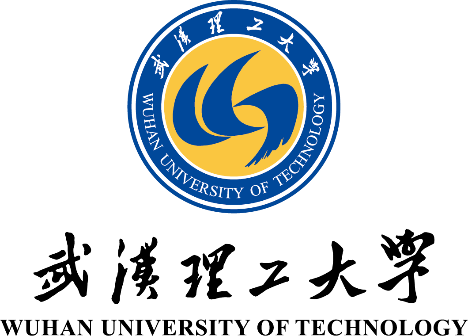 武漢理工大學
WUHAN UNIVERSITY OF TECHNOLOGY
武漢理工大學
WUHAN UNIVERSITY OF TECHNOLOGY